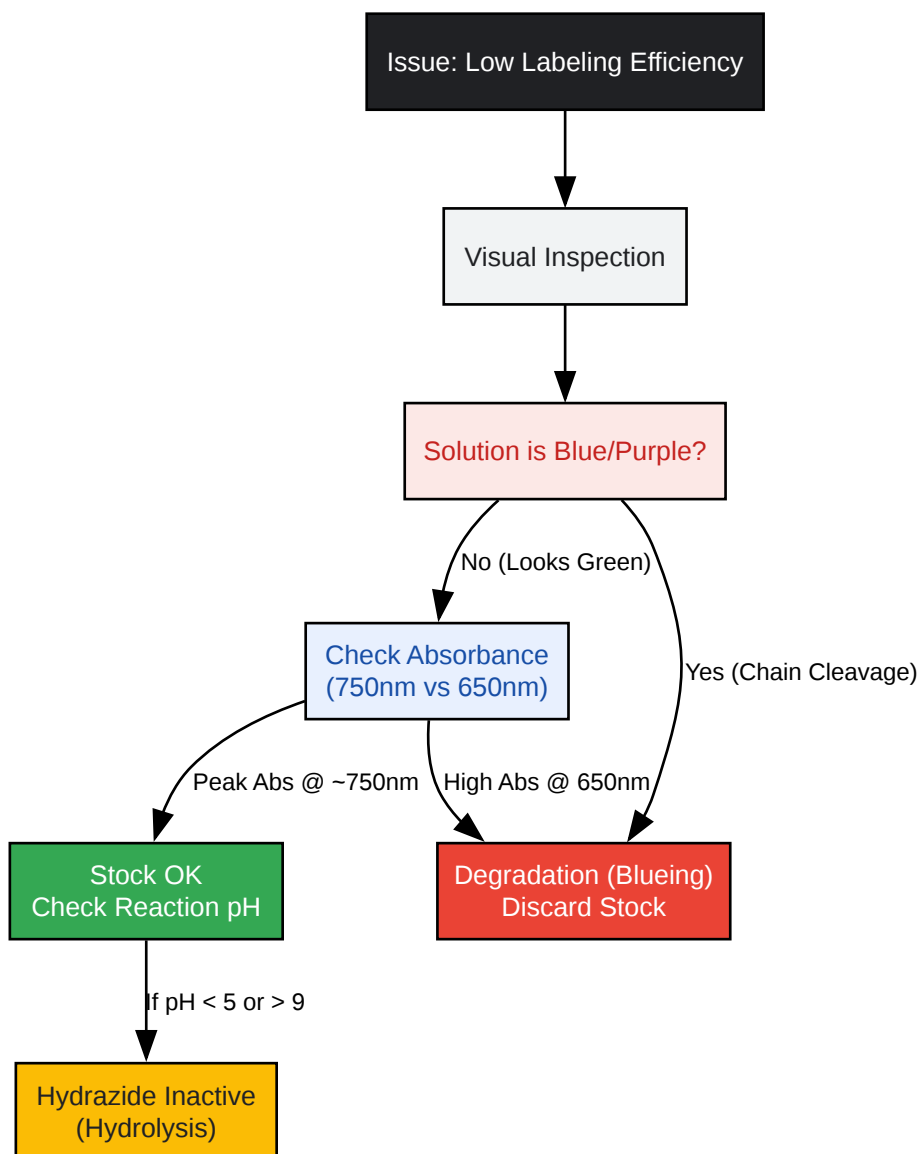 Issue: Low Labeling Efficiency
Visual Inspection
Solution is Blue/Purple?
No (Looks Green)
Check Absorbance
(750nm vs 650nm)
Yes (Chain Cleavage)
Peak Abs @ ~750nm
High Abs @ 650nm
Stock OK
Check Reaction pH
Degradation (Blueing)
Discard Stock
If pH < 5 or > 9
Hydrazide Inactive
(Hydrolysis)